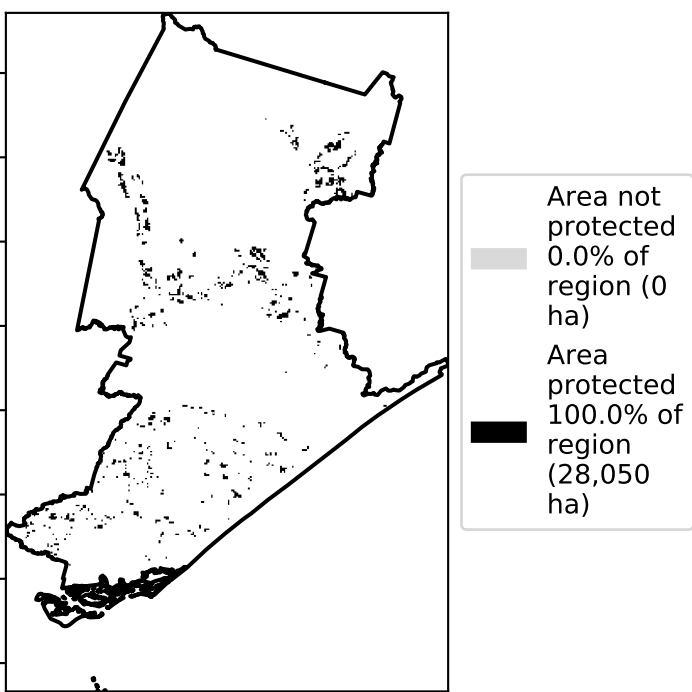 Area not
protected
0.0% of
region (0
ha)
Area
protected
100.0% of
region
(28,050
ha)